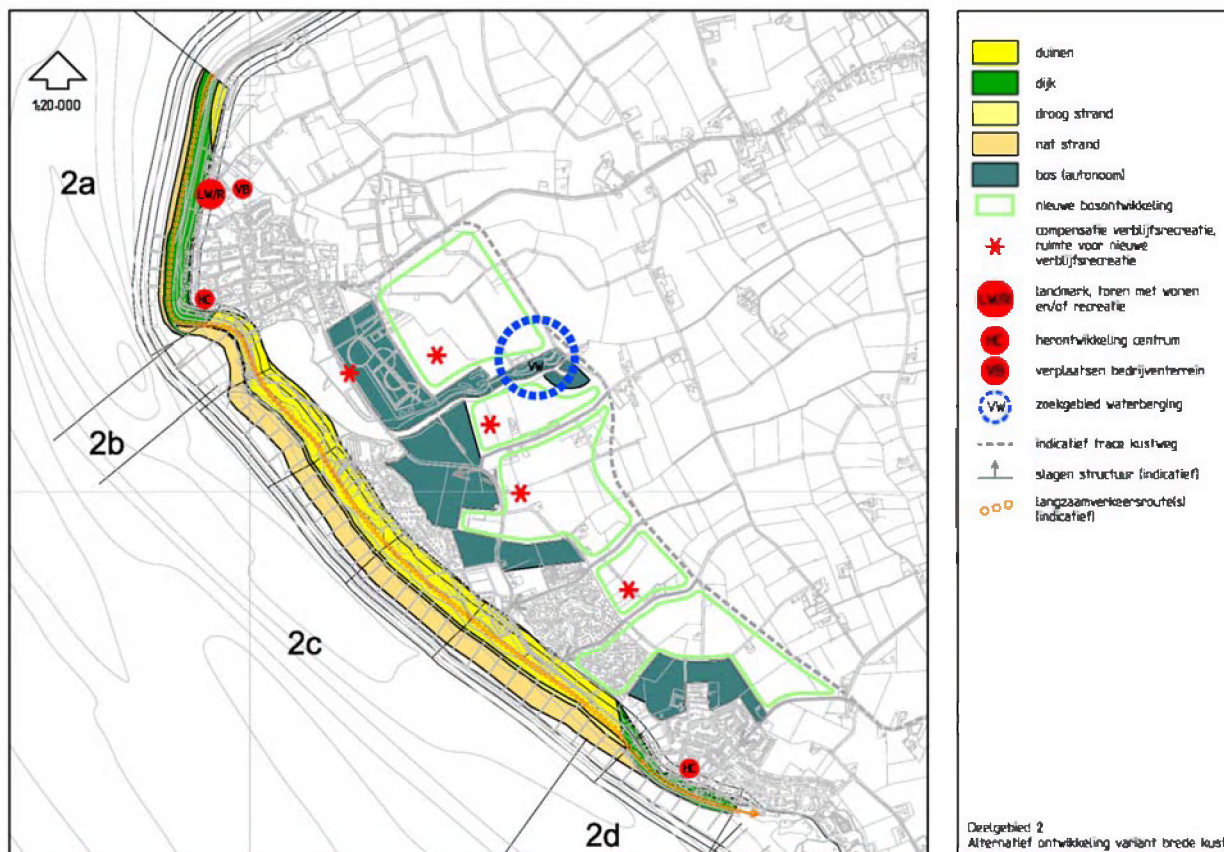 1:20-000
2a
LW/R
VB
HC
VW
2b
2c
HC
2d
duinen
dijk
droog strand
nat strand
bos (autonoom)
nieuwe bosontwikkeling
compensatie verblijfsrecreatie,
ruimte voor nieuwe
verblijfsrecreatie
LW/R
landmark, toren met wonen
en/of recreatie
HC
herontwikkeling centrum
VB
verplaatsen bedrijventerrein
VW
zoekgebied waterberging
indicatief trace kustweg
slagen structuur (indicatief)
langzaamverkeersroute(s)
(indicatief)
Deelgebied 2
Alternatief ontwikkeling variant brede kust